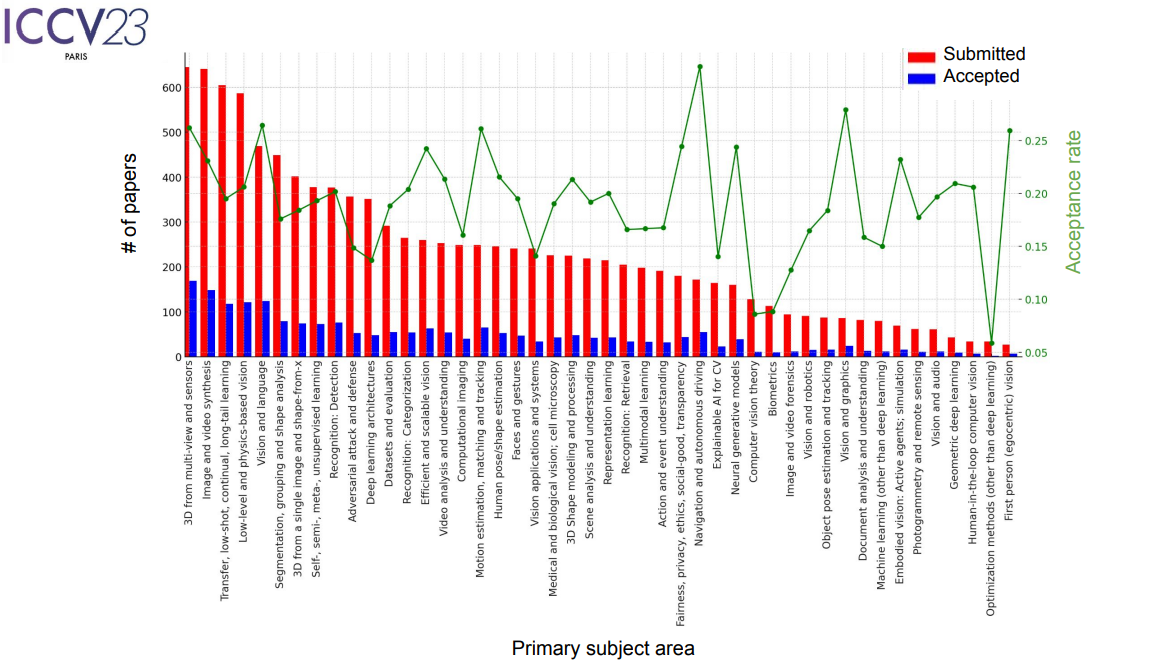 ICCV23
PARIS
Submitted
Accepted
# of papers
600
500
400
300
200
100
0
Acceptance rate
0.25
0.20
0.15
0.10
0.05
3D from multi-view and sensors
Image and video synthesis
Transfer, low-shot, continual, long-tail learning
Low-level and physics-based vision
Vision and language
Segmentation, grouping and shape analysis
3D from a single image and shape-from-x
Self-, semi-, meta-, unsupervised learning
Recognition: Detection
Adversarial attack and defense
Deep learning architectures
Datasets and evaluation
Recognition: Categorization
Efficient and scalable vision
Video analysis and understanding
Computational imaging
Motion estimation, matching and tracking
Human pose/shape estimation
Faces and gestures
Vision applications and systems
Medical and biological vision; cell microscopy
3D Shape modeling and processing
Scene analysis and understanding
Representation learning
Recognition: Retrieval
Multimodal learning
Action and event understanding
Fairness, privacy, ethics, social-good, transparency
Navigation and autonomous driving
Explainable AI for CV
Neural generative models
Computer vision theory
Biometrics
Image and video forensics
Vision and robotics
Object pose estimation and tracking
Vision and graphics
Document analysis and understanding
Machine learning (other than deep learning)
Embodied vision: Active agents; simulation
Photogrammetry and remote sensing
Vision and audio
Geometric deep learning
Human-in-the-loop computer vision
Optimization methods (other than deep learning)
First person (egocentric) vision
Primary subject area